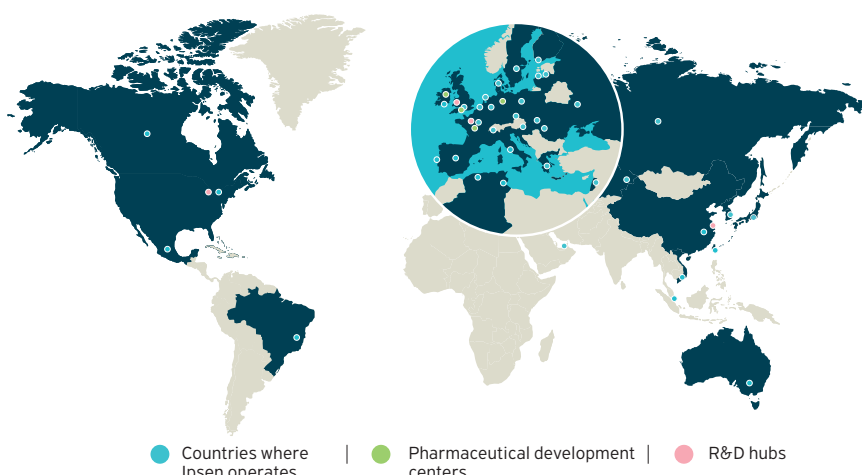 Countries where
Ipsen operates
Pharmaceutical development
centers
R&D hubs